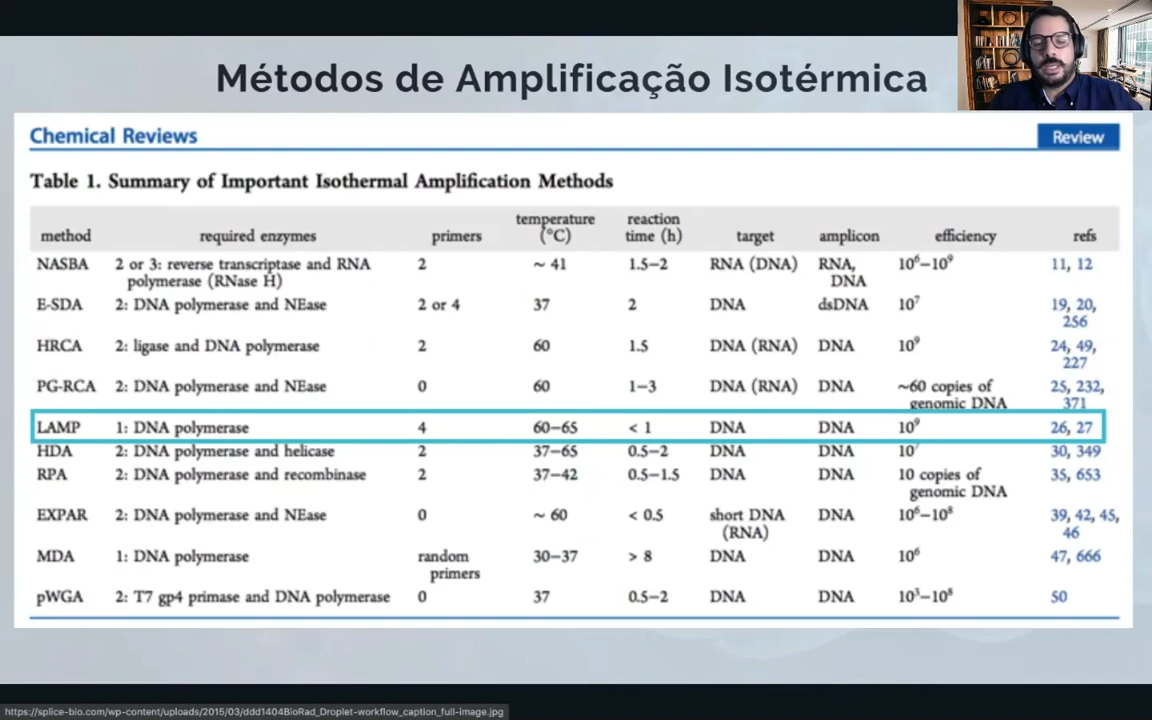 Métodos de Amplificação Isotérmica
Chemical Reviews Review
Table 1. Summary of Important Isothermal Amplification Methods
method required enzymes primers temperature (°C) reaction time (h) target amplicon efficiency refs
NASBA 2 or 3: reverse transcriptase and RNA polymerase (RNase H) 2 ~ 41 1.5−2 RNA (DNA) RNA, DNA 10⁶−10⁹ 11, 12
E-SDA 2: DNA polymerase and NEase 2 or 4 37 2 DNA dsDNA 10⁷ 19, 20, 256
HRCA 2: ligase and DNA polymerase 2 60 1.5 DNA (RNA) DNA 10⁹ 24, 49, 227
PG-RCA 2: DNA polymerase and NEase 0 60 1−3 DNA (RNA) DNA ~60 copies of genomic DNA 25, 232, 371
LAMP 1: DNA polymerase 4 60−65 < 1 DNA DNA 10⁹ 26, 27
HDA 2: DNA polymerase and helicase 2 37−65 0.5−2 DNA DNA 10⁷ 30, 349
RPA 2: DNA polymerase and recombinase 2 37−42 0.5−1.5 DNA DNA 10 copies of genomic DNA 35, 653
EXPAR 2: DNA polymerase and NEase 0 ~ 60 < 0.5 short DNA (RNA) DNA 10⁶−10⁸ 39, 42, 45, 46
MDA 1: DNA polymerase random primers 30−37 > 8 DNA DNA 10⁶ 47, 666
pWGA 2: T7 gp4 primase and DNA polymerase 0 37 0.5−2 DNA DNA 10³−10⁸ 50
https://splice-bio.com/wp-content/uploads/2015/03/ddd1404BioRad_Droplet-workflow_caption_full-image.jpg